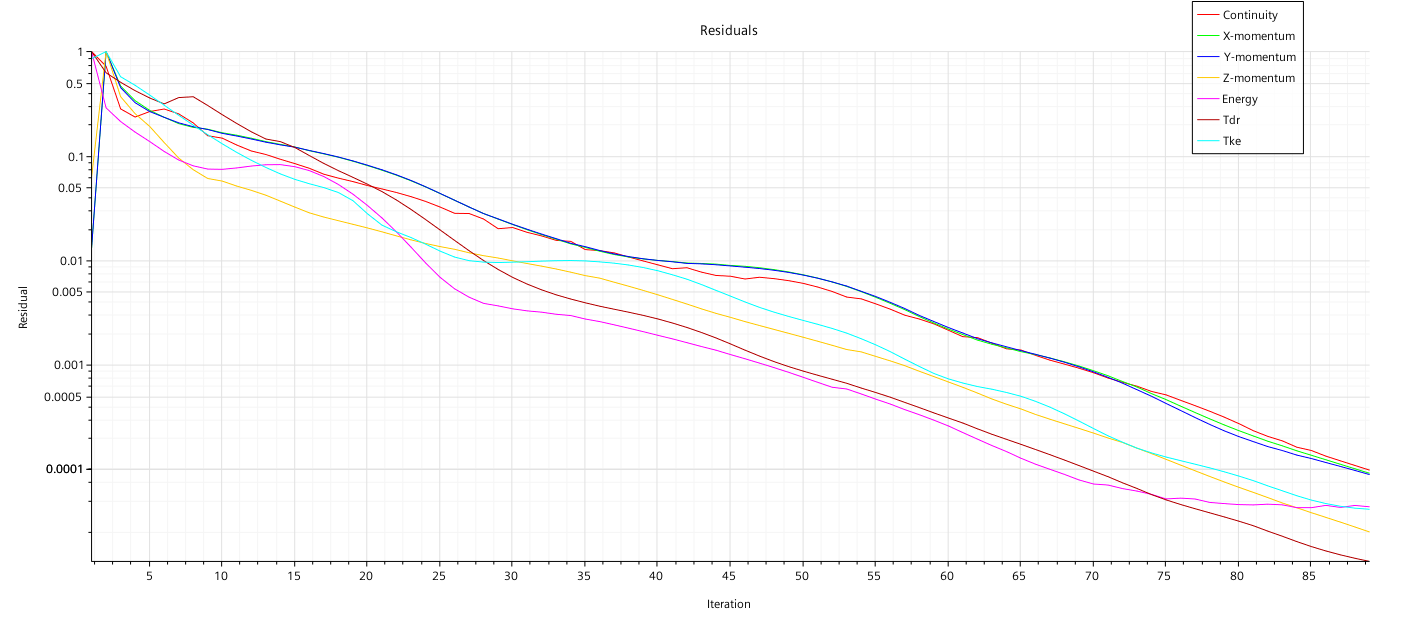 Residuals
Continuity
X-momentum
Y-momentum
Z-momentum
Energy
Tdr
Tke
1
0.5
0.1
0.05
0.01
0.005
0.001
0.0005
0.0001
Residual
5 10 15 20 25 30 35 40 45 50 55 60 65 70 75 80 85
Iteration